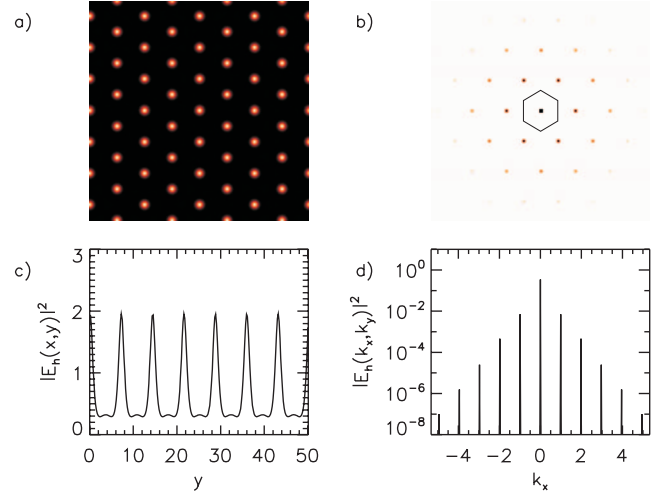 a)
b)
c)
|E_h(x,y)|^2
3
2
1
0
0 10 20 30 40 50
y
d)
|E_h(k_x,k_y)|^2
10^0
10^-2
10^-4
10^-6
10^-8
-4 -2 0 2 4
k_x